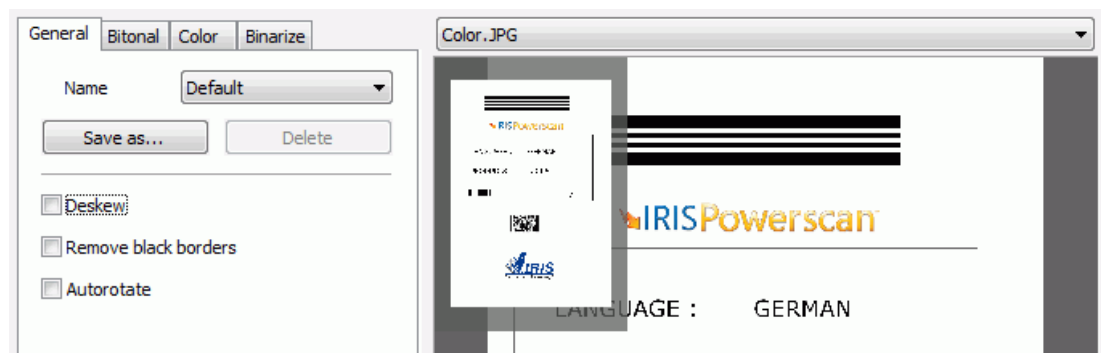 General Bitonal Color Binarize
Name Default
Save as... Delete
Deskew
Remove black borders
Autorotate
Color.JPG
IRISPowerscan
IRIS
IRISPowerscan
LANGUAGE : GERMAN